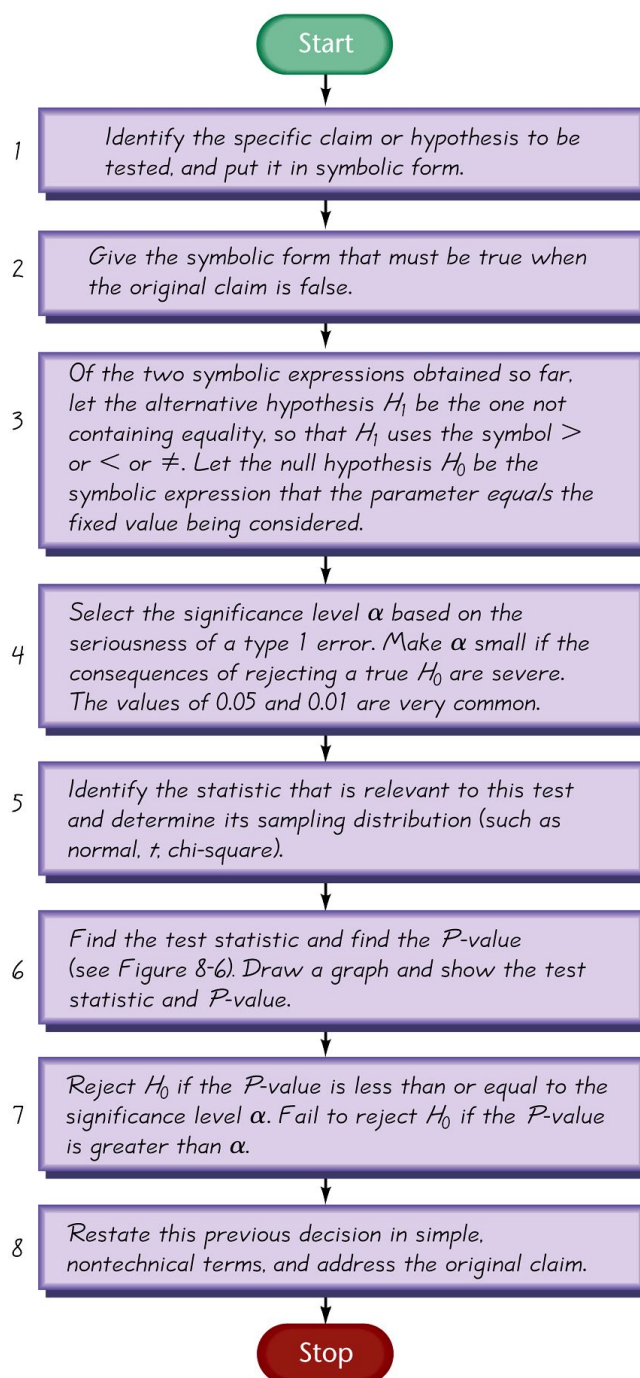 Start
1
Identify the specific claim or hypothesis to be
tested, and put it in symbolic form.
2
Give the symbolic form that must be true when
the original claim is false.
3
Of the two symbolic expressions obtained so far,
let the alternative hypothesis H₁ be the one not
containing equality, so that H₁ uses the symbol >
or < or ≠. Let the null hypothesis H₀ be the
symbolic expression that the parameter equals the
fixed value being considered.
4
Select the significance level α based on the
seriousness of a type 1 error. Make α small if the
consequences of rejecting a true H₀ are severe.
The values of 0.05 and 0.01 are very common.
5
Identify the statistic that is relevant to this test
and determine its sampling distribution (such as
normal, t, chi-square).
6
Find the test statistic and find the P-value
(see Figure 8-6). Draw a graph and show the test
statistic and P-value.
7
Reject H₀ if the P-value is less than or equal to the
significance level α. Fail to reject H₀ if the P-value
is greater than α.
8
Restate this previous decision in simple,
nontechnical terms, and address the original claim.
Stop